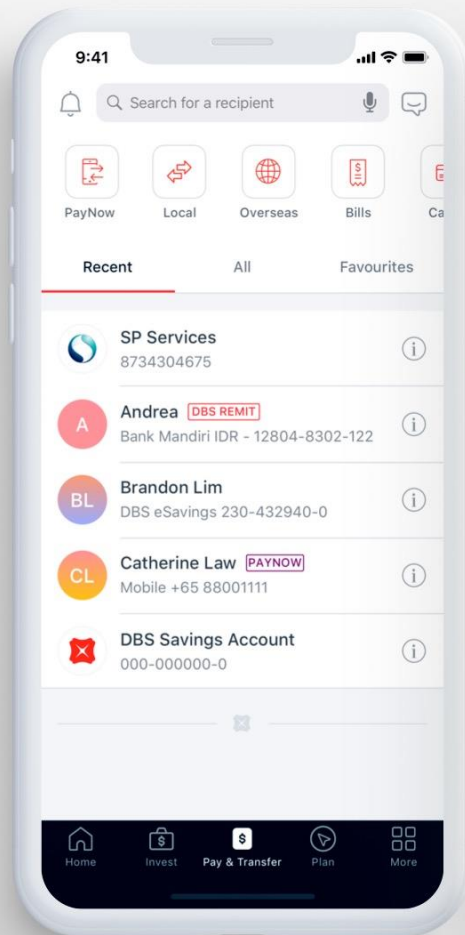 9:41
Search for a recipient
PayNow Local Overseas Bills Ca
Recent All Favourites
SP Services
8734304675
A
Andrea DBS REMIT
Bank Mandiri IDR - 12804-8302-122
BL
Brandon Lim
DBS eSavings 230-432940-0
CL
Catherine Law PAYNOW
Mobile +65 88001111
DBS Savings Account
000-000000-0
Home Invest Pay & Transfer Plan More